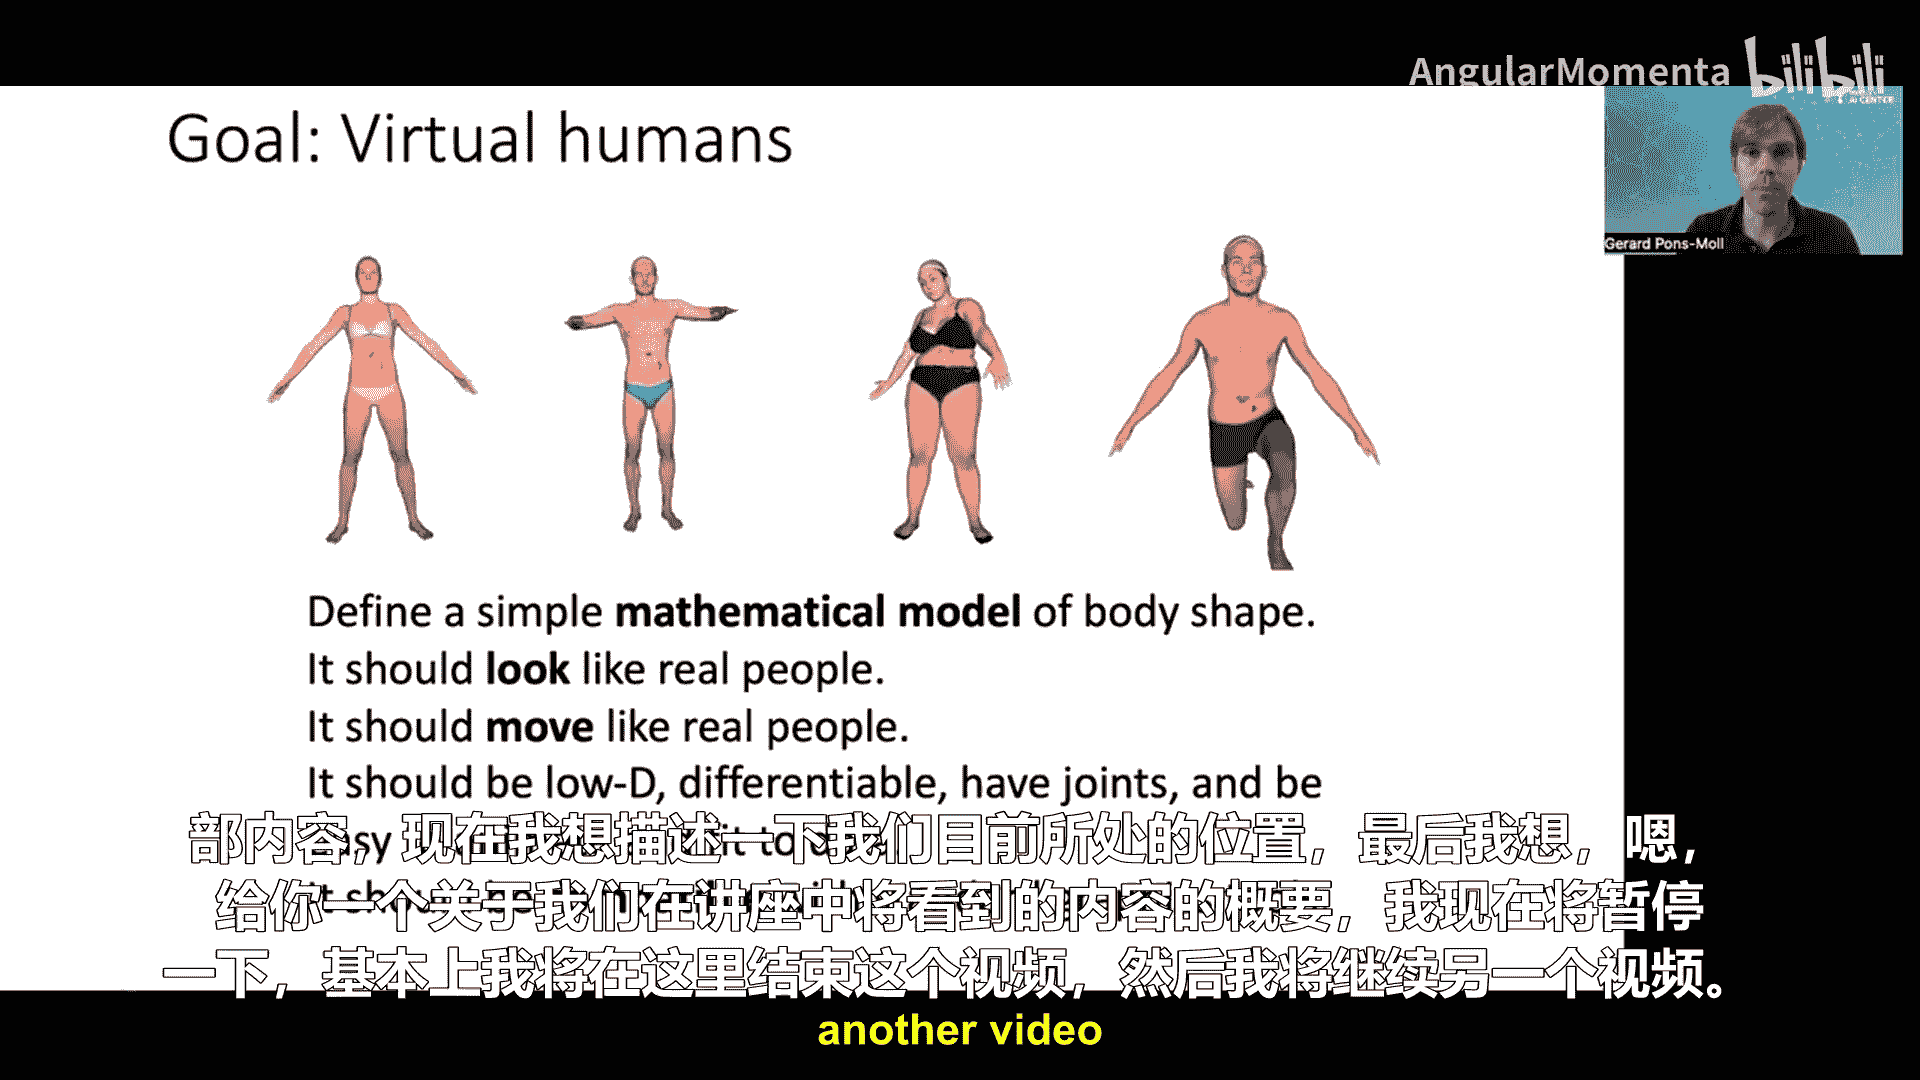 AngularMomenta bilibili
AI CENTER
Goal: Virtual humans
Gerard Pons-Moll
Define a simple mathematical model of body shape.
It should look like real people.
It should move like real people.
It should be low-D, differentiable, have joints, and be
部内容，现在我想描述一下我们目前所处的位置，最后我想，嗯，
给你一个关于我们在讲座中将看到的内容的概要，我现在将暂停
一下，基本上我将在这里结束这个视频，然后我将继续另一个视频。
another video